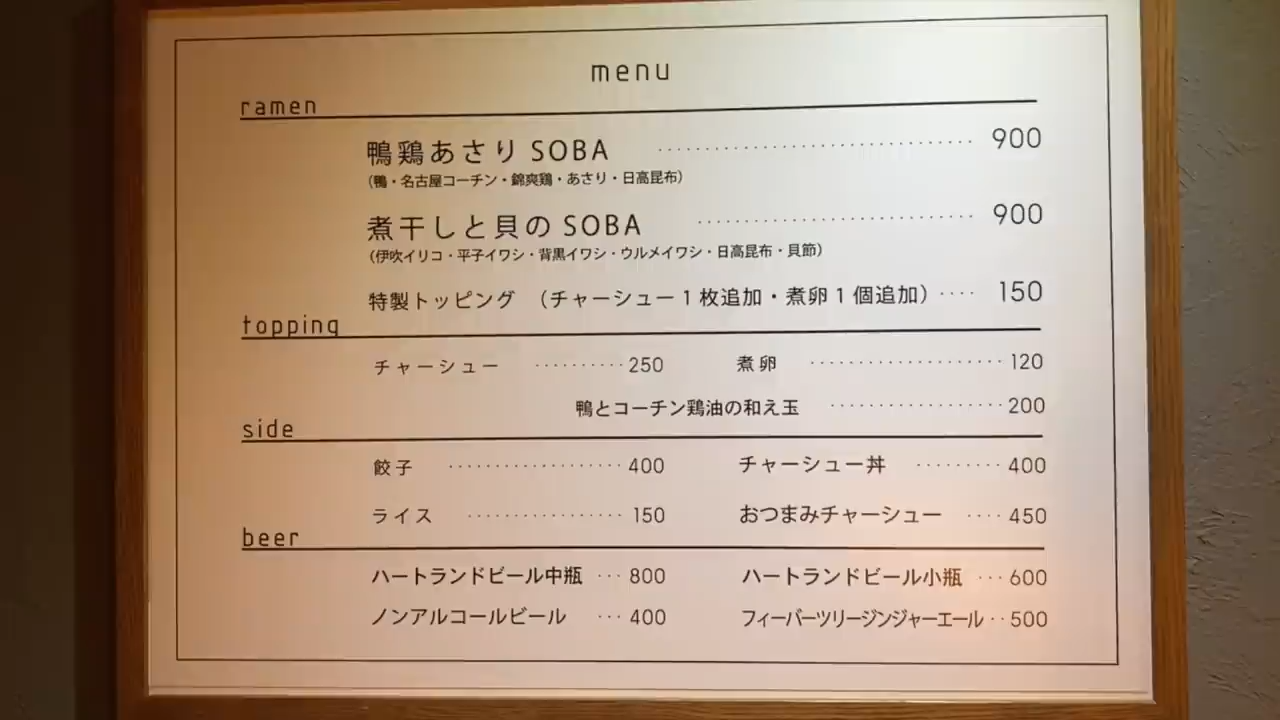 menu
ramen
鴨鶏あさり SOBA ································ 900
(鴨・名古屋コーチン・錦爽鶏・あさり・日高昆布)
煮干しと貝の SOBA ···························· 900
(伊吹イリコ・平子イワシ・背黒イワシ・ウルメイワシ・日高昆布・貝節)
特製トッピング （チャーシュー1枚追加・煮卵1個追加）···· 150
topping
チャーシュー ·········· 250 煮卵 ···················· 120
鴨とコーチン鶏油の和え玉 ·················· 200
side
餃子 ···················· 400 チャーシュー丼 ·········· 400
ライス ·················· 150 おつまみチャーシュー ···· 450
beer
ハートランドビール中瓶 ··· 800 ハートランドビール小瓶 ··· 600
ノンアルコールビール ··· 400 フィーバーツリージンジャーエール ·· 500